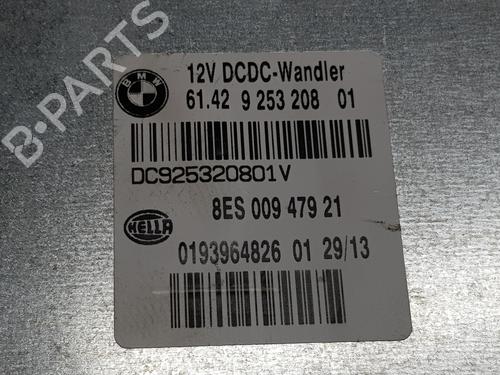 B-PARTS
BMW
12V DCDC-Wandler
61.42 9 253 208 01
DC925320801V
8ES 009 479 21
HELLA
0193964826 01 29/13